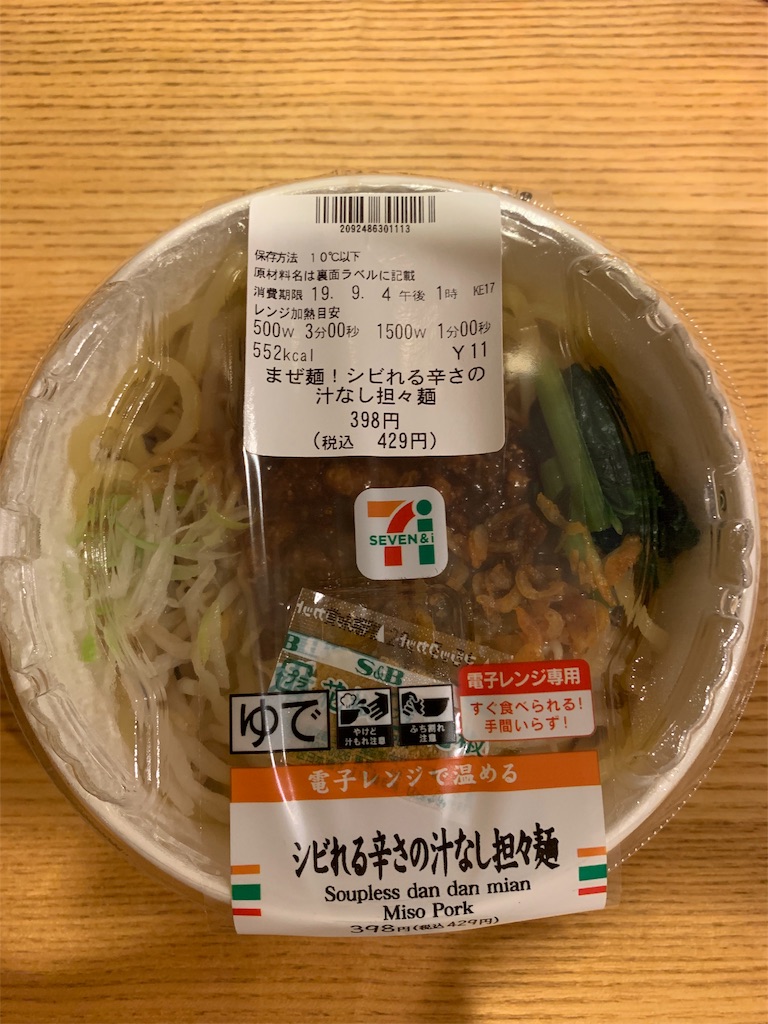 2092486301113
保存方法 10℃以下
原材料名は裏面ラベルに記載
消費期限 19. 9. 4 午後 1時 KE17
レンジ加熱目安
500W 3分00秒 1500W 1分00秒
552kcal Y11
まぜ麺!シビれる辛さの
汁なし担々麺
398円
(税込 429円)
SEVEN&i
S&B
電子レンジ専用
すぐ食べられる!
手間いらず!
ゆで
やけど
汁もれ注意
ふち割れ
注意
電子レンジで温める
シビれる辛さの汁なし担々麺
Soupless dan dan mian
Miso Pork
398円(税込429円)